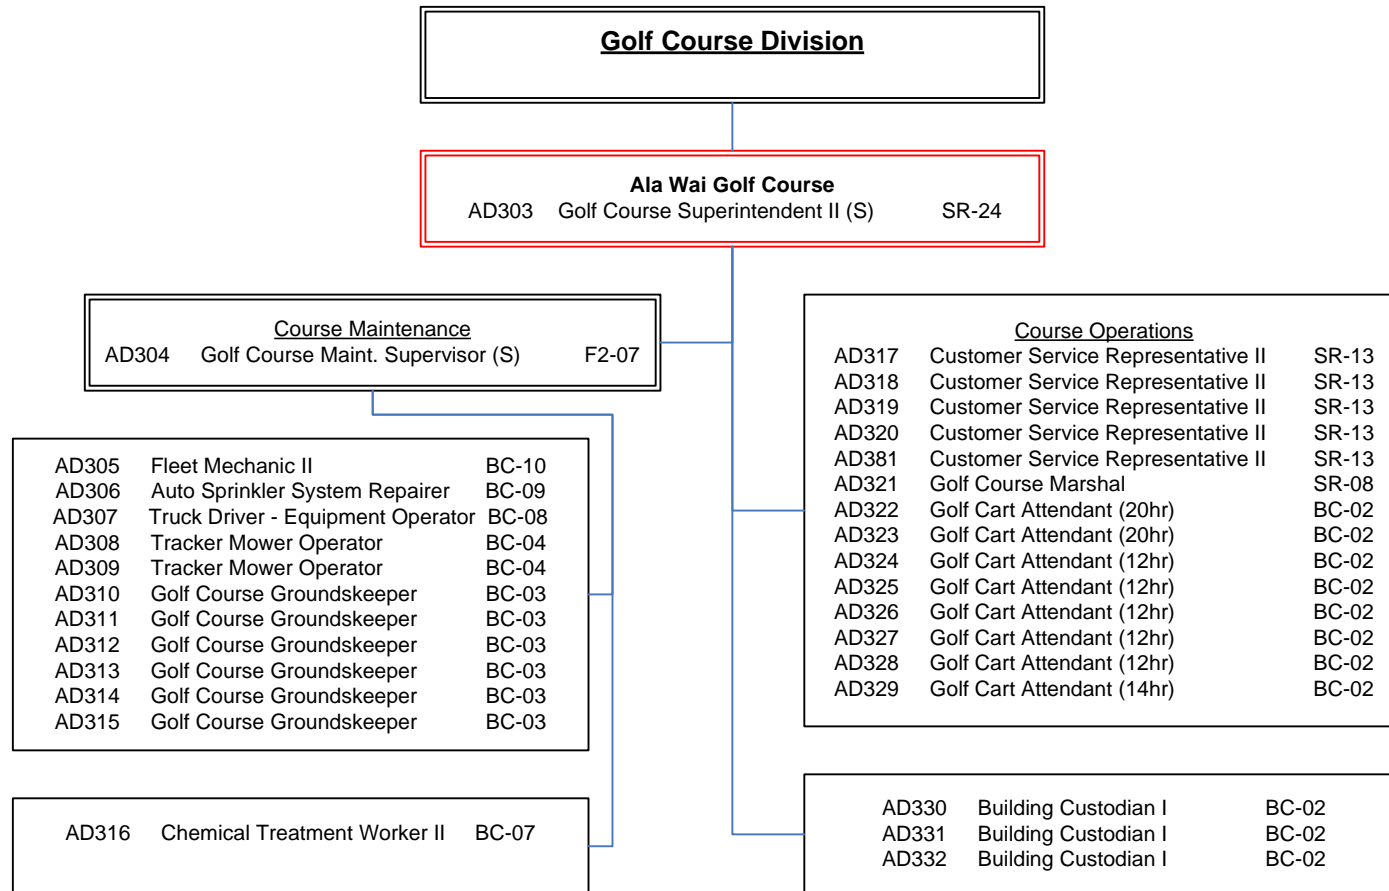 Golf Course Division
Ala Wai Golf Course
AD303 Golf Course Superintendent II (S) SR-24
Course Maintenance
AD304 Golf Course Maint. Supervisor (S) F2-07
AD305 Fleet Mechanic II BC-10
AD306 Auto Sprinkler System Repairer BC-09
AD307 Truck Driver - Equipment Operator BC-08
AD308 Tracker Mower Operator BC-04
AD309 Tracker Mower Operator BC-04
AD310 Golf Course Groundskeeper BC-03
AD311 Golf Course Groundskeeper BC-03
AD312 Golf Course Groundskeeper BC-03
AD313 Golf Course Groundskeeper BC-03
AD314 Golf Course Groundskeeper BC-03
AD315 Golf Course Groundskeeper BC-03
AD316 Chemical Treatment Worker II BC-07
Course Operations
AD317 Customer Service Representative II SR-13
AD318 Customer Service Representative II SR-13
AD319 Customer Service Representative II SR-13
AD320 Customer Service Representative II SR-13
AD381 Customer Service Representative II SR-13
AD321 Golf Course Marshal SR-08
AD322 Golf Cart Attendant (20hr) BC-02
AD323 Golf Cart Attendant (20hr) BC-02
AD324 Golf Cart Attendant (12hr) BC-02
AD325 Golf Cart Attendant (12hr) BC-02
AD326 Golf Cart Attendant (12hr) BC-02
AD327 Golf Cart Attendant (12hr) BC-02
AD328 Golf Cart Attendant (12hr) BC-02
AD329 Golf Cart Attendant (14hr) BC-02
AD330 Building Custodian I BC-02
AD331 Building Custodian I BC-02
AD332 Building Custodian I BC-02